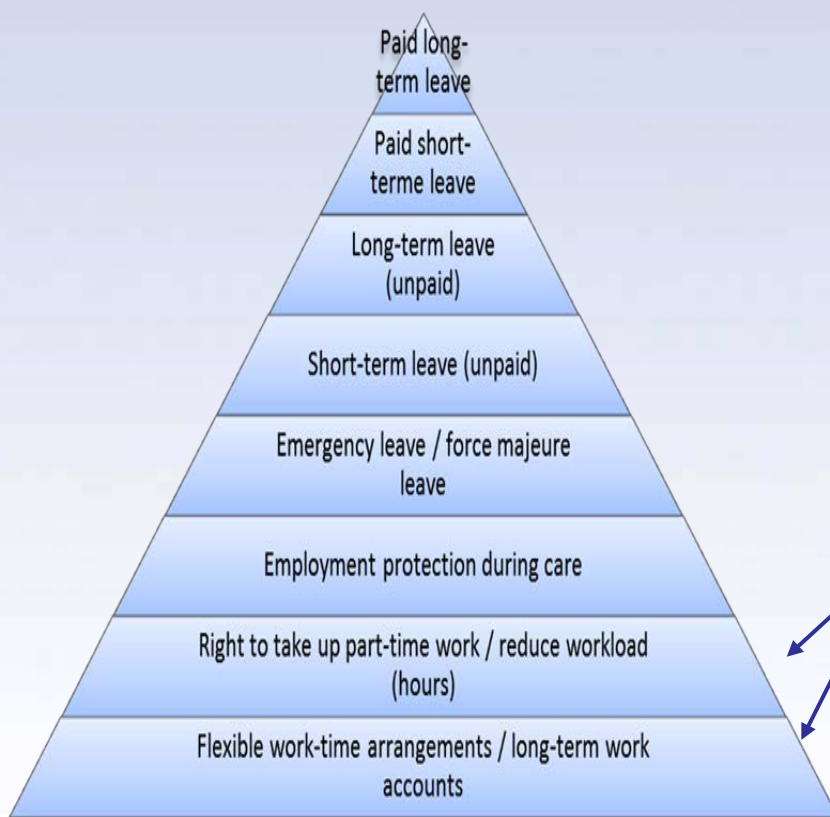 Paid long-
term leave
Paid short-
terme leave
Long-term leave
(unpaid)
Short-term leave (unpaid)
Emergency leave / force majeure
leave
Employment protection during care
Right to take up part-time work / reduce workload
(hours)
Flexible work-time arrangements / long-term work
accounts